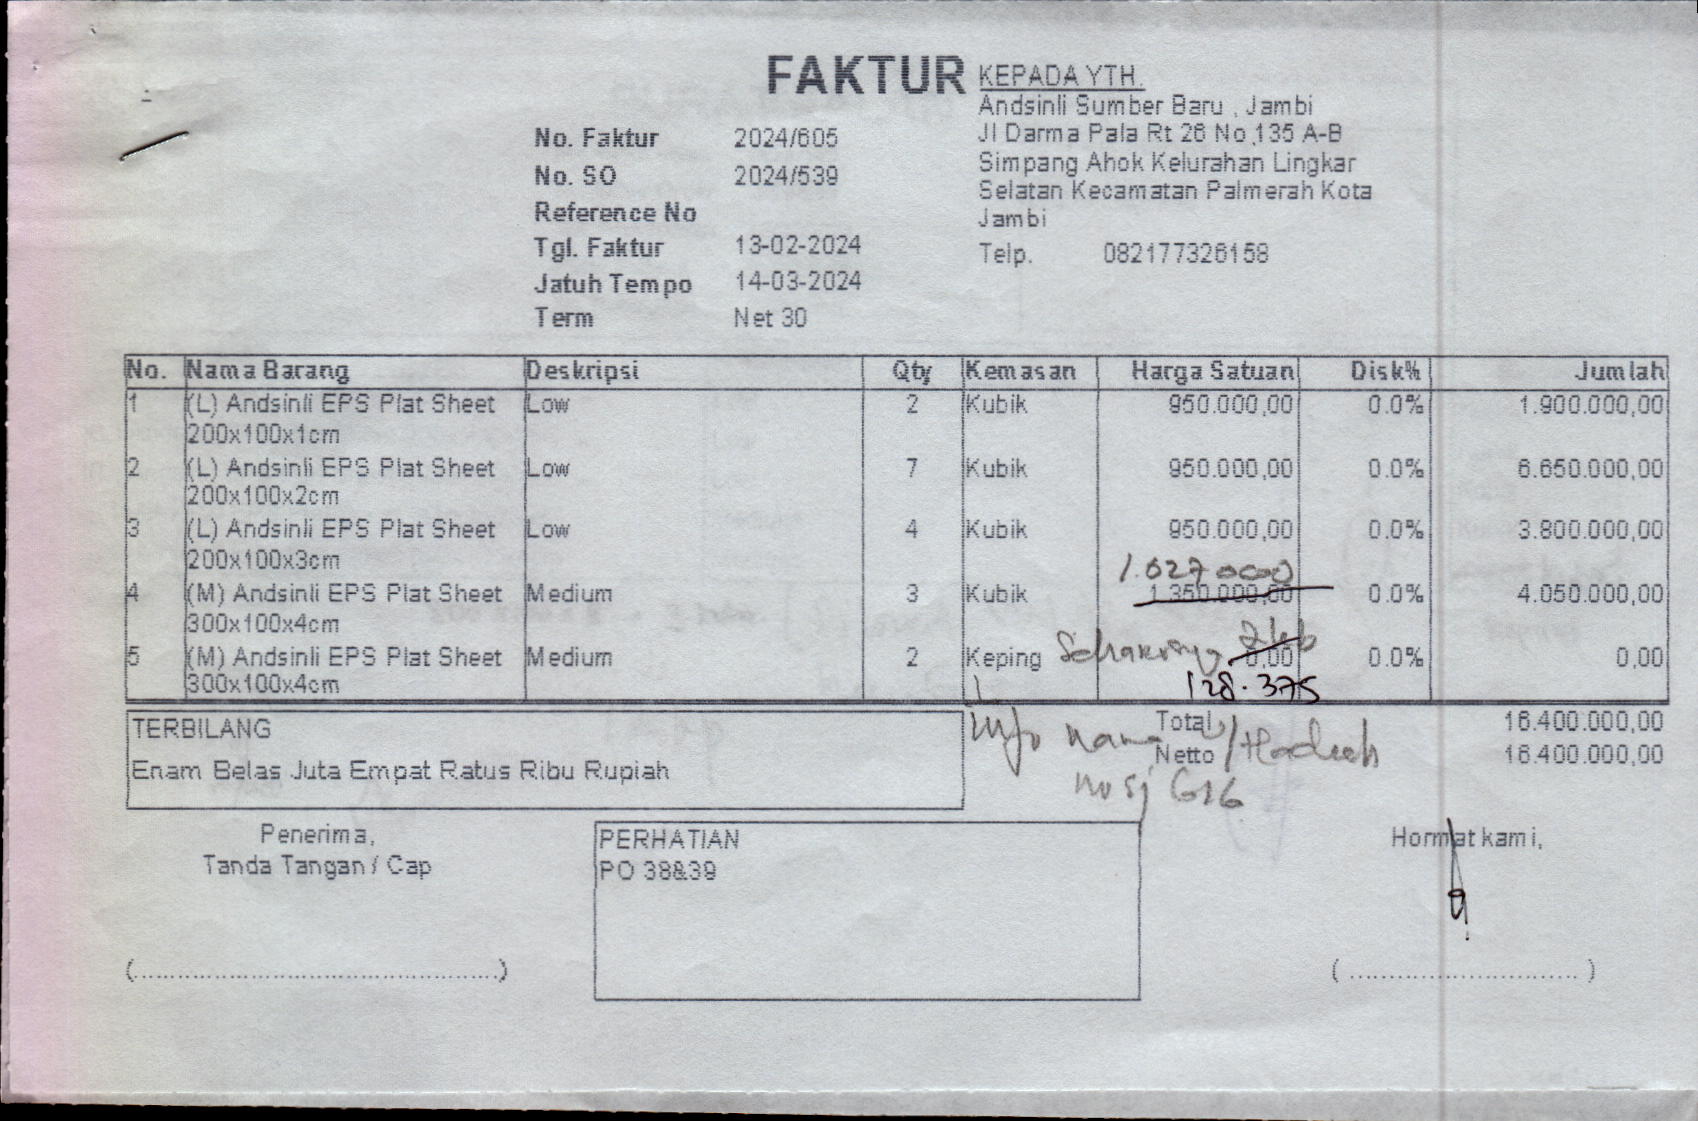 FAKTUR
No. Faktur 2024/605
No. SO 2024/539
Reference No
Tgl. Faktur 13-02-2024
Jatuh Tempo 14-03-2024
Term Net 30
KEPADA YTH.
Andsinli Sumber Baru , Jambi
Jl Darma Pala Rt 26 No,135 A-B
Simpang Ahok Kelurahan Lingkar
Selatan Kecamatan Palmerah Kota
Jambi
Telp. 082177326158
No. Nama Barang Deskripsi Qty Kemasan Harga Satuan Disk% Jumlah
1 (L) Andsinli EPS Plat Sheet Low 2 Kubik 950.000,00 0.0% 1.900.000,00
200x100x1cm
2 (L) Andsinli EPS Plat Sheet Low 7 Kubik 950.000,00 0.0% 6.650.000,00
200x100x2cm
3 (L) Andsinli EPS Plat Sheet Low 4 Kubik 950.000,00 0.0% 3.800.000,00
200x100x3cm
1.027.000
4 (M) Andsinli EPS Plat Sheet Medium 3 Kubik 1.350.000,00 0.0% 4.050.000,00
300x100x4cm
5 (M) Andsinli EPS Plat Sheet Medium 2 Keping 0,00 0.0% 0,00
300x100x4cm 128.375
TERBILANG
Enam Belas Juta Empat Ratus Ribu Rupiah
Total 16.400.000,00
Netto 16.400.000,00
Penerima,
Tanda Tangan / Cap
(............................................)
PERHATIAN
PO 38&39
Hormat kami,
( ............................ )